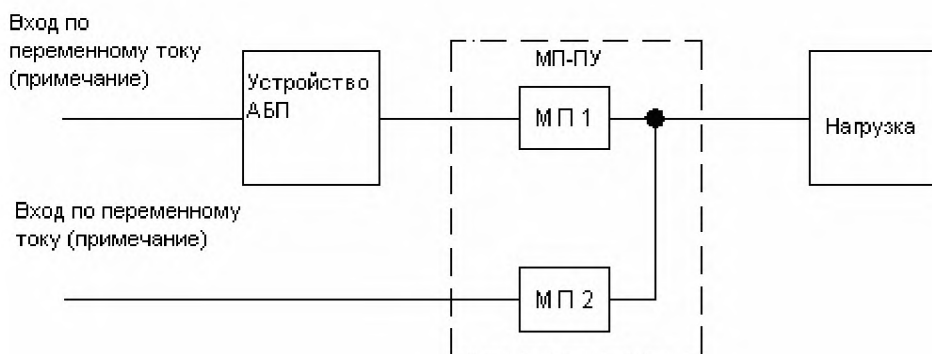 Вход по
переменному току
(примечание)
Устройство
АБП
МП-ПУ
МП 1
Нагрузка
Вход по переменному
току (примечание)
МП 2